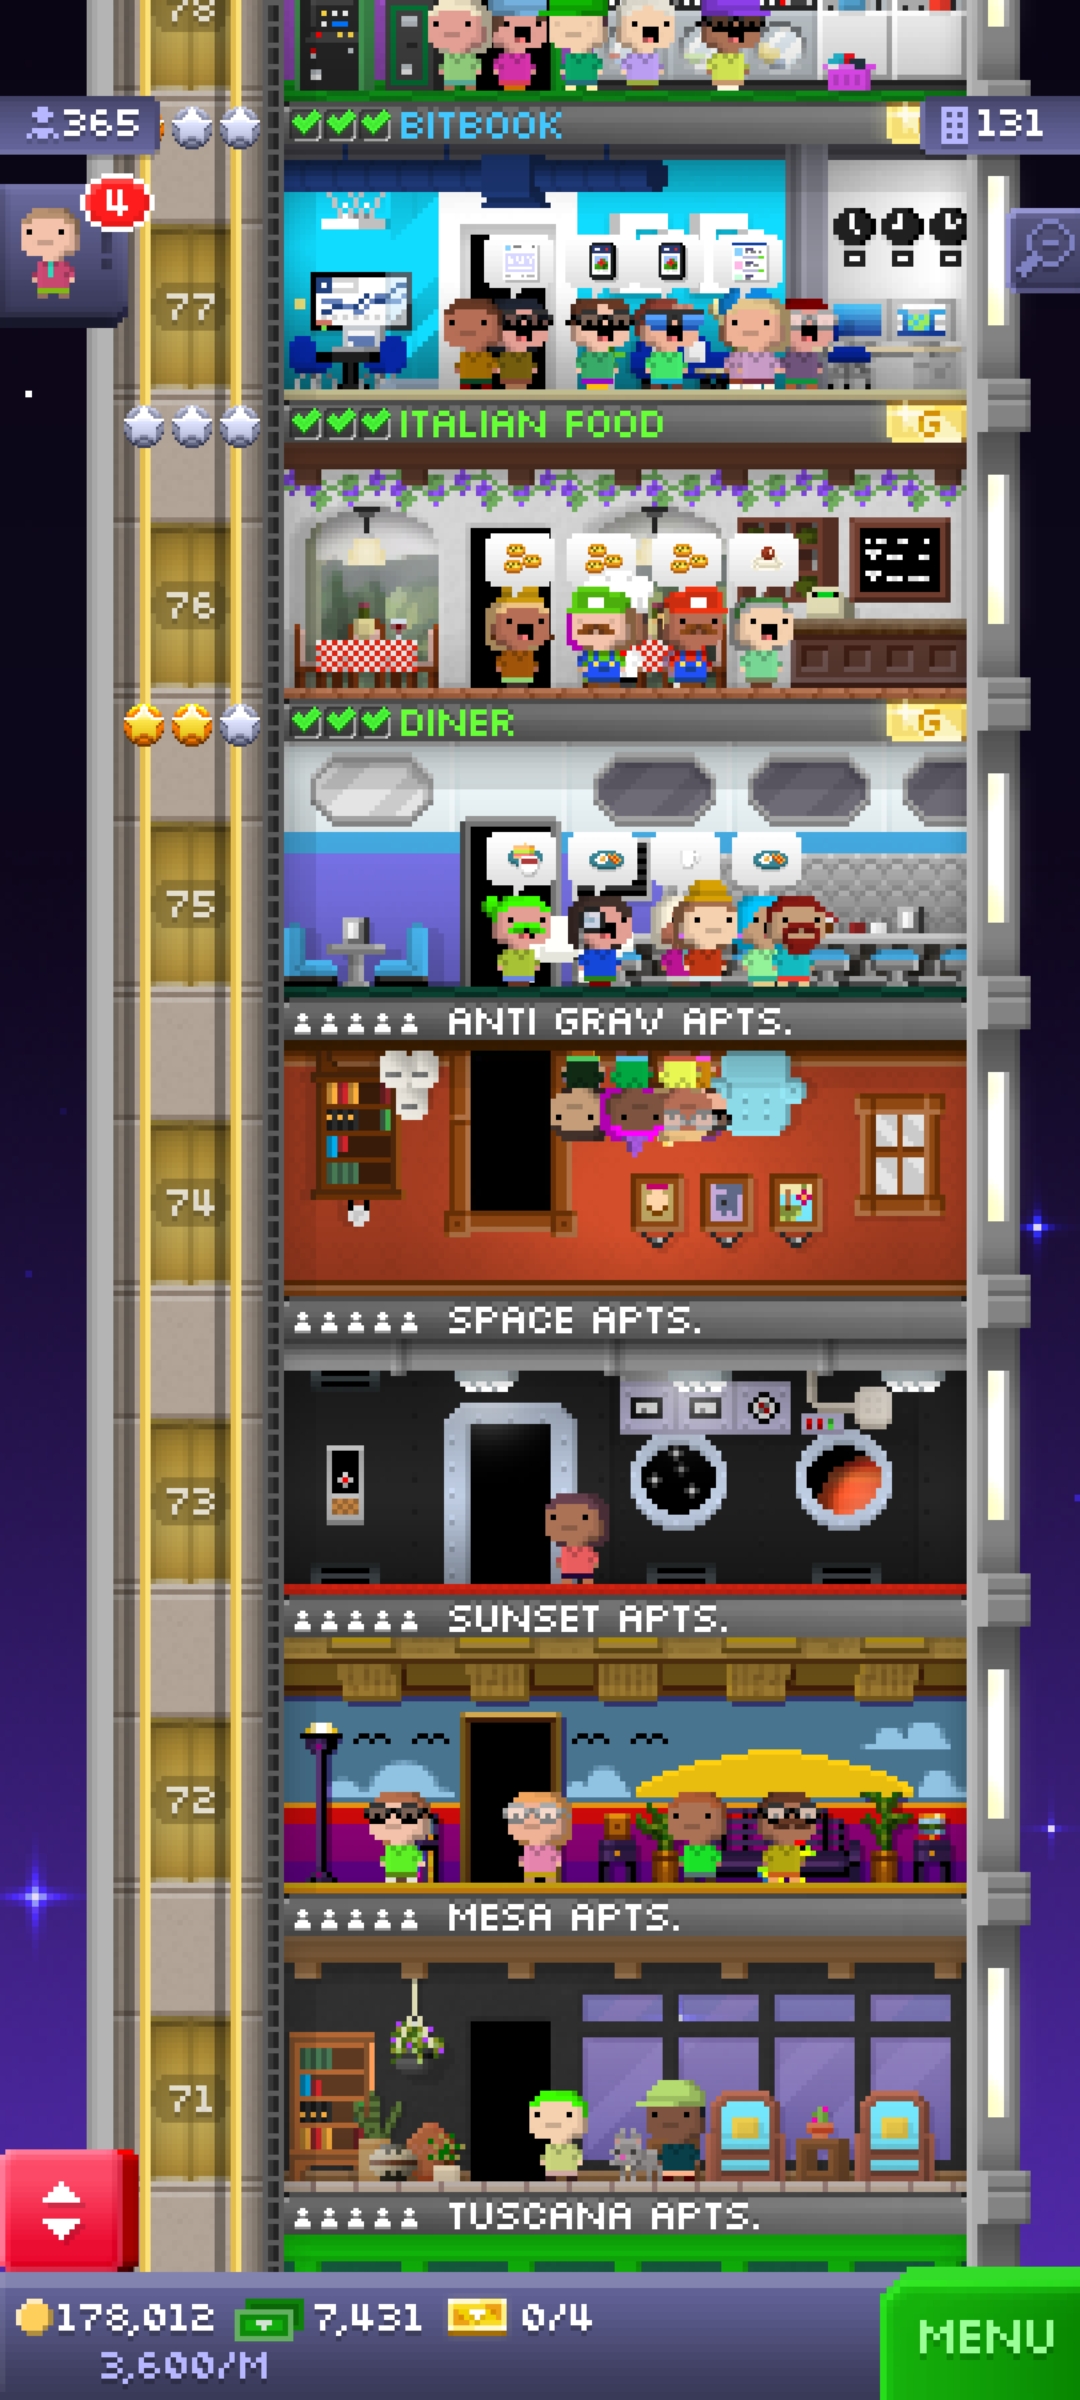 78
365
BITBOOK
131
4
77
ITALIAN FOOD
G
76
DINER
G
75
ANTI GRAV APTS.
74
SPACE APTS.
73
SUNSET APTS.
72
MESA APTS.
71
TUSCANA APTS.
178,012 7,431 0/4
3,600/M
MENU